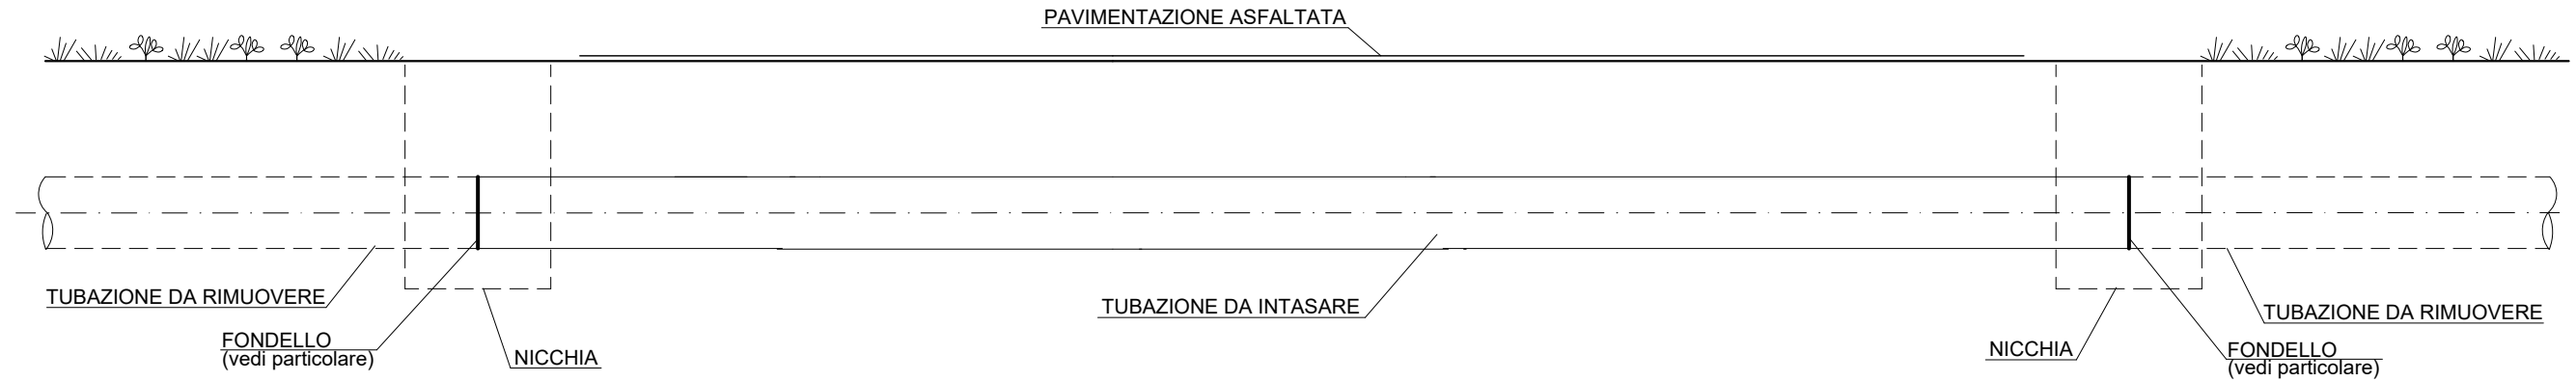 PAVIMENTAZIONE ASFALTATA
TUBAZIONE DA RIMUOVERE
FONDELLO
(vedi particolare)
NICCHIA
TUBAZIONE DA INTASARE
NICCHIA
TUBAZIONE DA RIMUOVERE
FONDELLO
(vedi particolare)